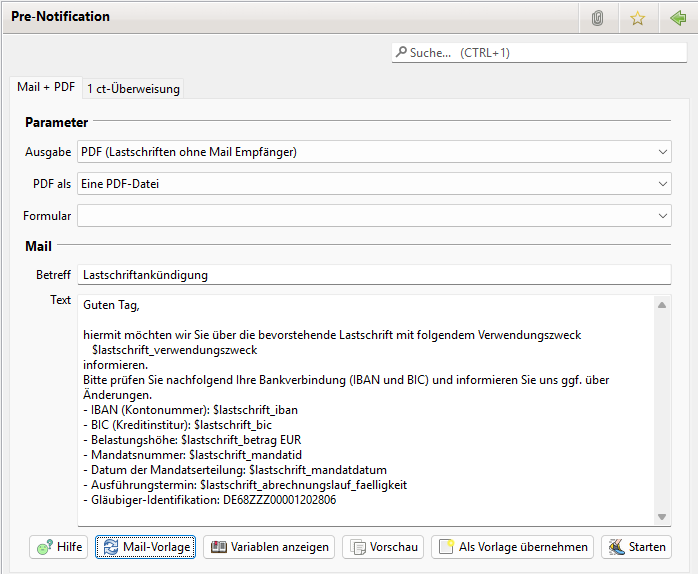 Pre-Notification
Suche... (CTRL+1)
Mail + PDF
1 ct-Überweisung
Parameter
Ausgabe PDF (Lastschriften ohne Mail Empfänger)
PDF als Eine PDF-Datei
Formular
Mail
Betreff Lastschriftankündigung
Text Guten Tag,
hiermit möchten wir Sie über die bevorstehende Lastschrift mit folgendem Verwendungszweck
$lastschrift_verwendungszweck
informieren.
Bitte prüfen Sie nachfolgend Ihre Bankverbindung (IBAN und BIC) und informieren Sie uns ggf. über
Änderungen.
- IBAN (Kontonummer): $lastschrift_iban
- BIC (Kreditinstitur): $lastschrift_bic
- Belastungshöhe: $lastschrift_betrag EUR
- Mandatsnummer: $lastschrift_mandatid
- Datum der Mandatserteilung: $lastschrift_mandatdatum
- Ausführungstermin: $lastschrift_abrechnungslauf_faelligkeit
- Gläubiger-Identifikation: DE68ZZZ00001202806
Hilfe Mail-Vorlage Variablen anzeigen Vorschau Als Vorlage übernehmen Starten